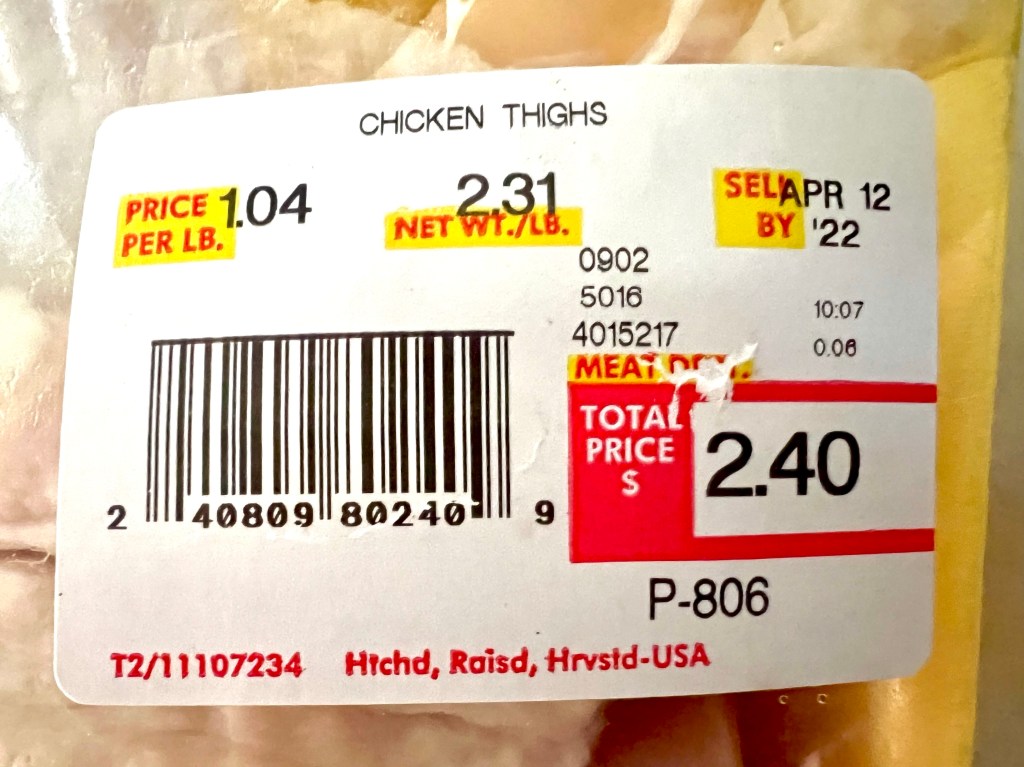 CHICKEN THIGHS
PRICE PER LB. 1.04
2.31
NET WT./LB.
SELL BY APR 12 '22
0902
5016
4015217
10:07
0.06
MEAT DEPT.
TOTAL PRICE $ 2.40
2 40809 80240 9
P-806
T2/11107234 Htchd, Raisd, Hrvstd-USA